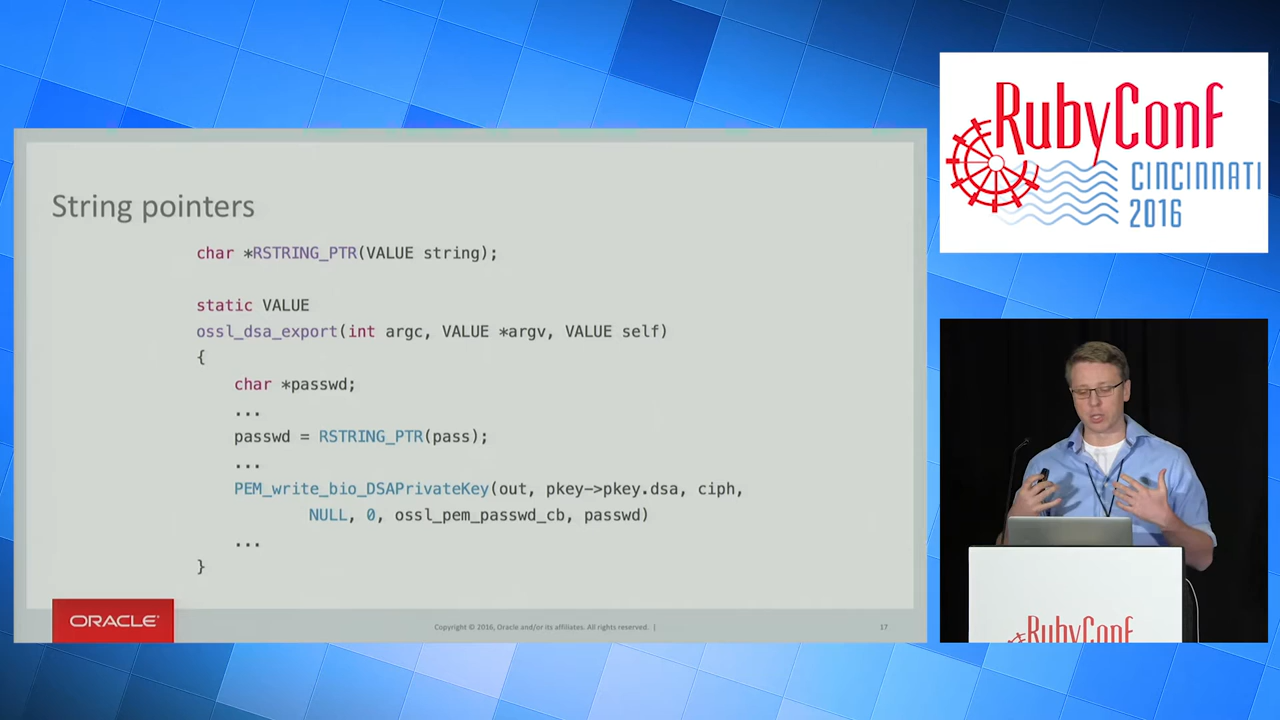 String pointers
char *RSTRING_PTR(VALUE string);
static VALUE
ossl_dsa_export(int argc, VALUE *argv, VALUE self)
{
char *passwd;
...
passwd = RSTRING_PTR(pass);
...
PEM_write_bio_DSAPrivateKey(out, pkey->pkey.dsa, ciph,
NULL, 0, ossl_pem_passwd_cb, passwd)
...
}
ORACLE®
Copyright © 2016, Oracle and/or its affiliates. All rights reserved. |
17
RubyConf
CINCINNATI
2016
RubyConf